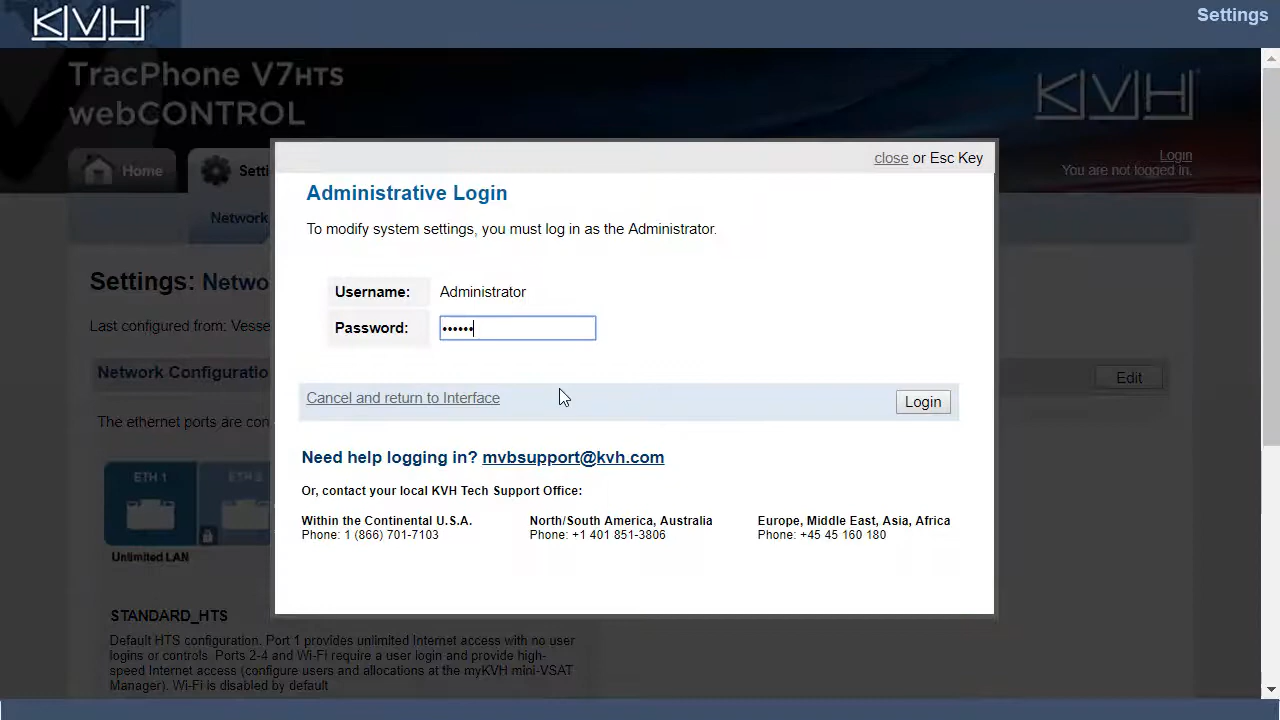 KVH
Settings
TracPhone V7HTS
webCONTROL
KVH
Home
Setti
Login
You are not logged in.
Network
close or Esc Key
Administrative Login
To modify system settings, you must log in as the Administrator.
Settings: Netwo
Username: Administrator
Last configured from: Vesse
Password: ••••••
Network Configuratio
Edit
Cancel and return to Interface
Login
The ethernet ports are con
Need help logging in? mvbsupport@kvh.com
ETH 1
ETH 2
Or, contact your local KVH Tech Support Office:
Within the Continental U.S.A.
Phone: 1 (866) 701-7103
North/South America, Australia
Phone: +1 401 851-3806
Europe, Middle East, Asia, Africa
Phone: +45 45 160 180
Unlimited LAN
STANDARD_HTS
Default HTS configuration. Port 1 provides unlimited Internet access with no user
logins or controls. Ports 2-4 and Wi-Fi require a user login and provide high-
speed Internet access (configure users and allocations at the myKVH mini-VSAT
Manager). Wi-Fi is disabled by default